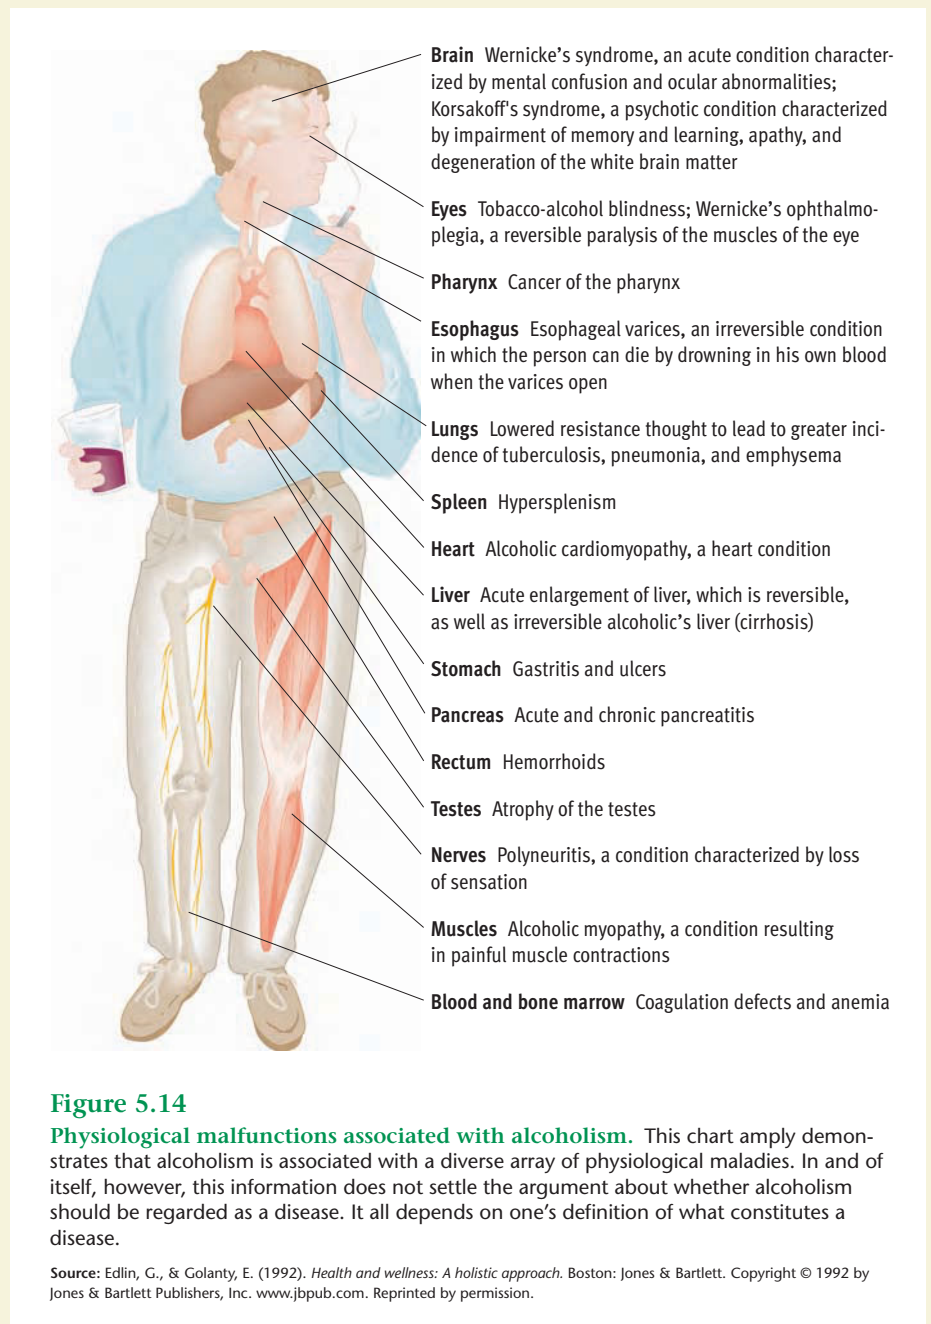 Brain Wernicke’s syndrome, an acute condition character-
ized by mental confusion and ocular abnormalities;
Korsakoff's syndrome, a psychotic condition characterized
by impairment of memory and learning, apathy, and
degeneration of the white brain matter
Eyes Tobacco-alcohol blindness; Wernicke’s ophthalmo-
plegia, a reversible paralysis of the muscles of the eye
Pharynx Cancer of the pharynx
Esophagus Esophageal varices, an irreversible condition
in which the person can die by drowning in his own blood
when the varices open
Lungs Lowered resistance thought to lead to greater inci-
dence of tuberculosis, pneumonia, and emphysema
Spleen Hypersplenism
Heart Alcoholic cardiomyopathy, a heart condition
Liver Acute enlargement of liver, which is reversible,
as well as irreversible alcoholic’s liver (cirrhosis)
Stomach Gastritis and ulcers
Pancreas Acute and chronic pancreatitis
Rectum Hemorrhoids
Testes Atrophy of the testes
Nerves Polyneuritis, a condition characterized by loss
of sensation
Muscles Alcoholic myopathy, a condition resulting
in painful muscle contractions
Blood and bone marrow Coagulation defects and anemia
Figure 5.14
Physiological malfunctions associated with alcoholism. This chart amply demon-
strates that alcoholism is associated with a diverse array of physiological maladies. In and of
itself, however, this information does not settle the argument about whether alcoholism
should be regarded as a disease. It all depends on one’s definition of what constitutes a
disease.
Source: Edlin, G., & Golanty, E. (1992). Health and wellness: A holistic approach. Boston: Jones & Bartlett. Copyright © 1992 by
Jones & Bartlett Publishers, Inc. www.jbpub.com. Reprinted by permission.